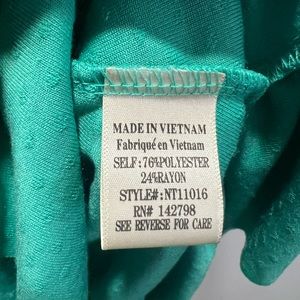 MADE IN VIETNAM
Fabriqué en Vietnam
SELF: 76%POLYESTER
24%RAYON
STYLE#: NT11016
RN# 142798
SEE REVERSE FOR CARE